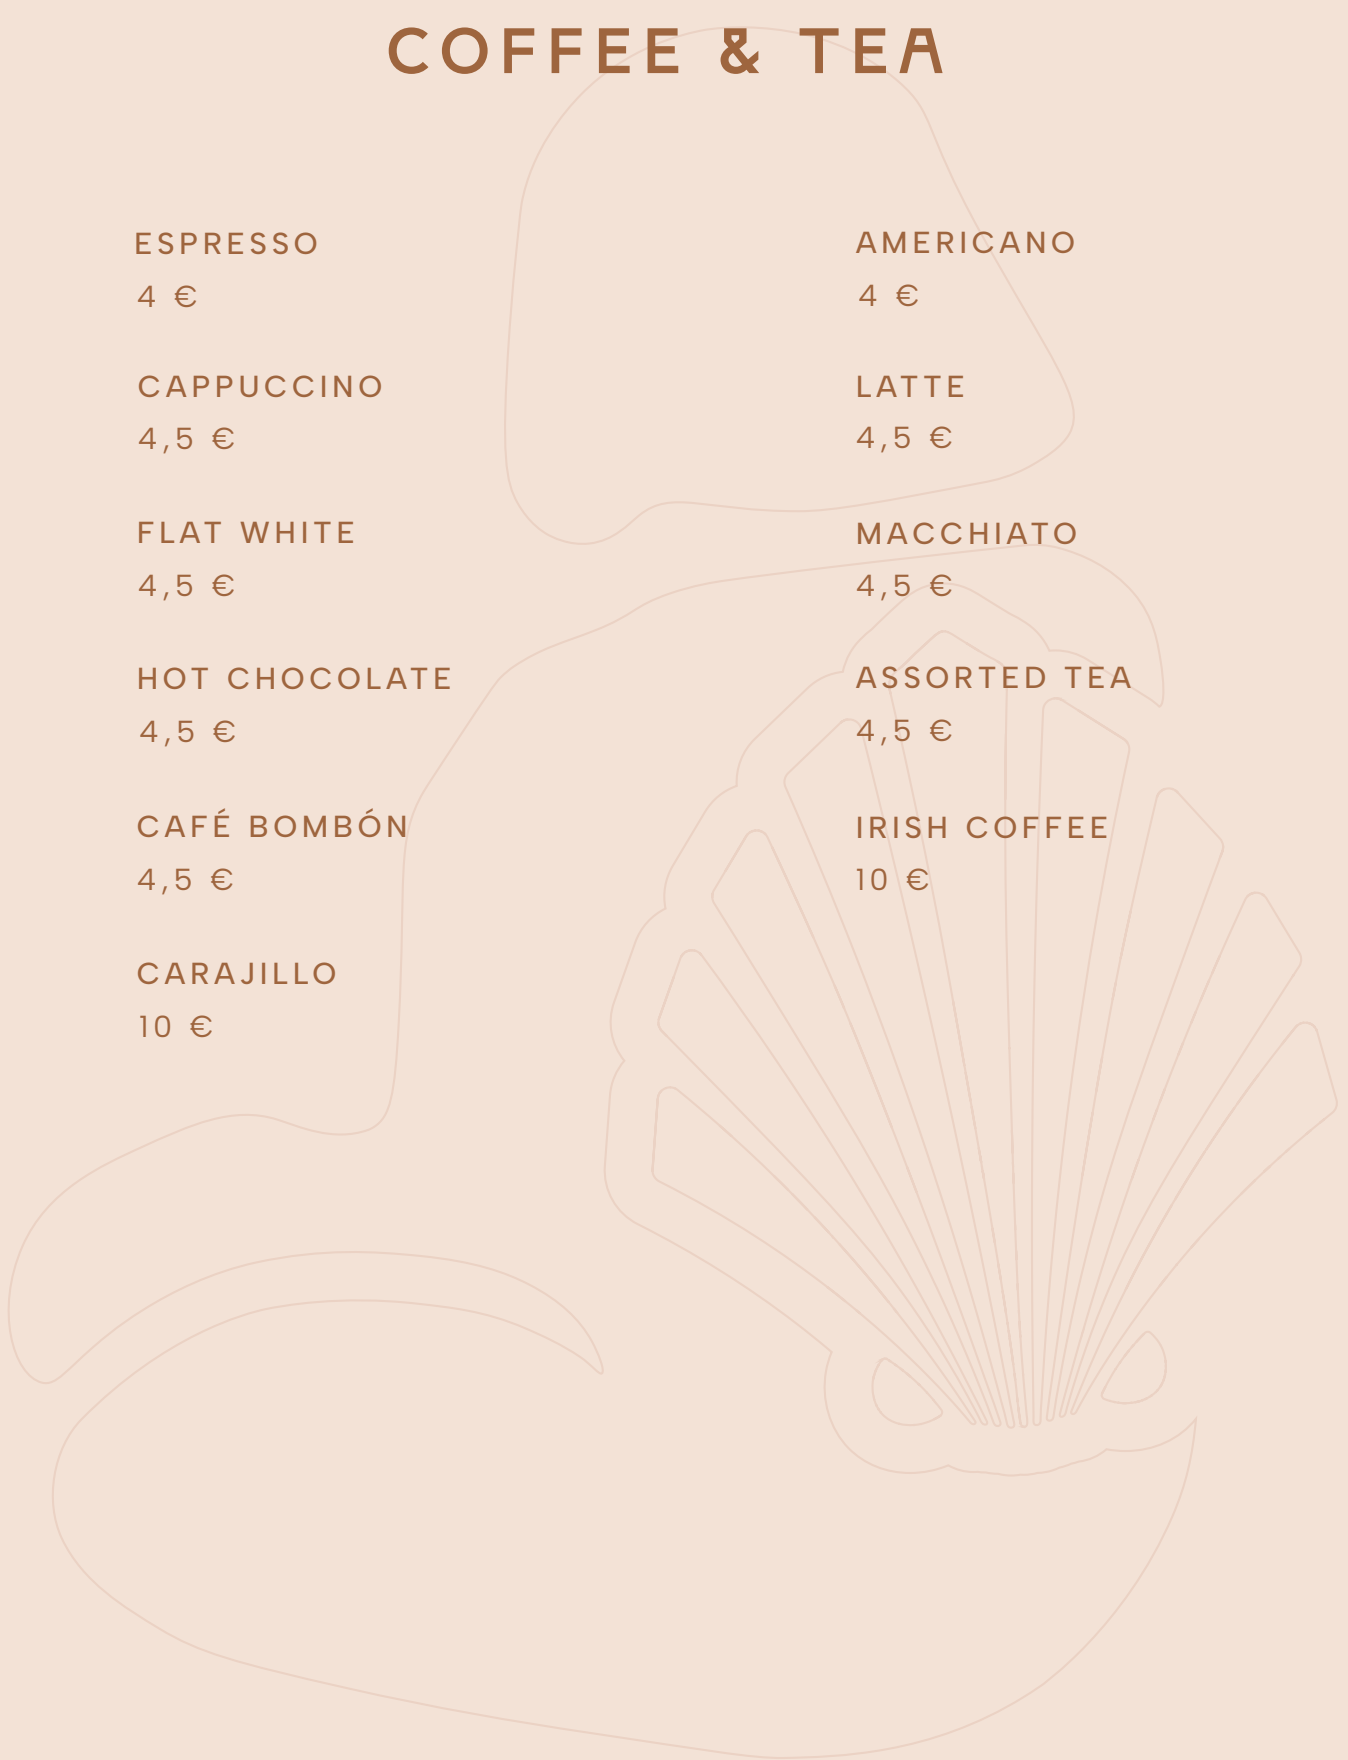 COFFEE & TEA
ESPRESSO
4 €
CAPPUCCINO
4,5 €
FLAT WHITE
4,5 €
HOT CHOCOLATE
4,5 €
CAFÉ BOMBÓN
4,5 €
CARAJILLO
10 €
AMERICANO
4 €
LATTE
4,5 €
MACCHIATO
4,5 €
ASSORTED TEA
4,5 €
IRISH COFFEE
10 €